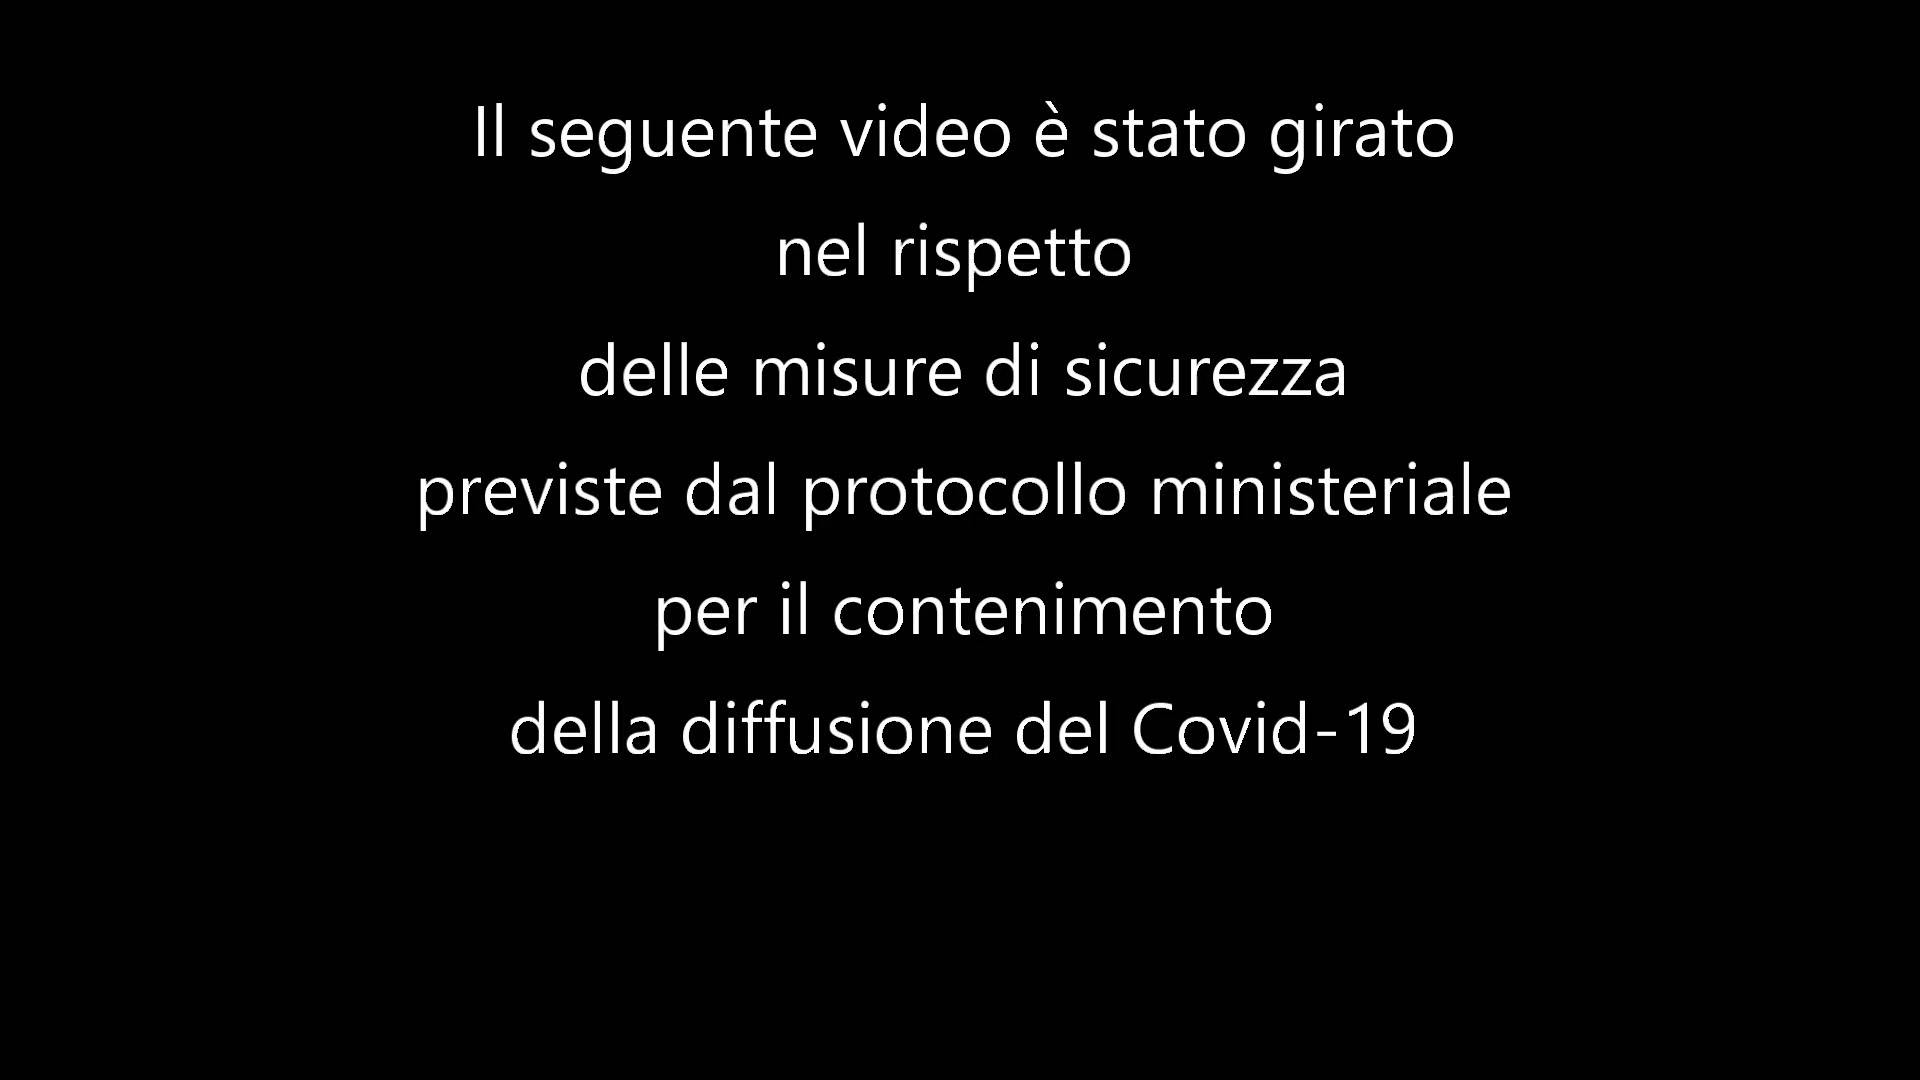 Il seguente video è stato girato
nel rispetto
delle misure di sicurezza
previste dal protocollo ministeriale
per il contenimento
della diffusione del Covid-19